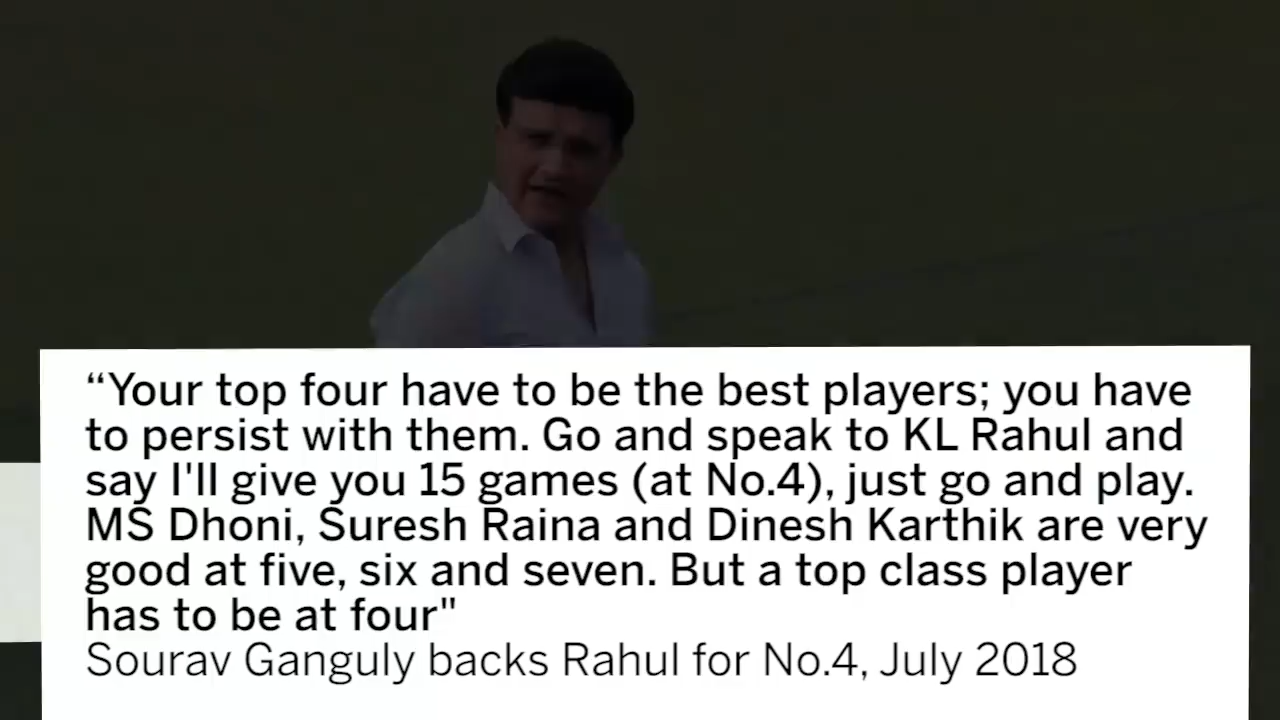 “Your top four have to be the best players; you have
to persist with them. Go and speak to KL Rahul and
say I'll give you 15 games (at No.4), just go and play.
MS Dhoni, Suresh Raina and Dinesh Karthik are very
good at five, six and seven. But a top class player
has to be at four"
Sourav Ganguly backs Rahul for No.4, July 2018